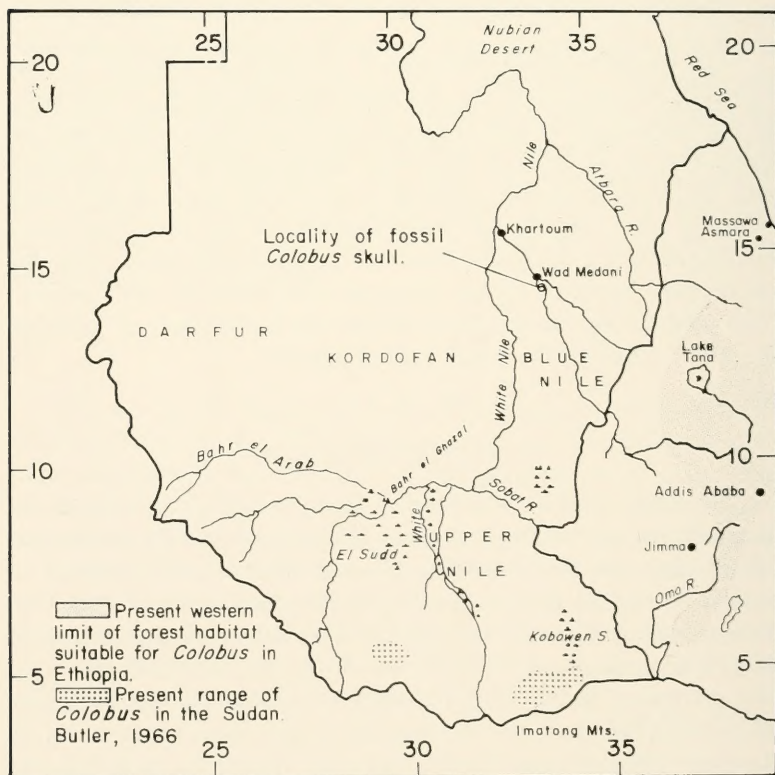 25
30
35
20
20
Nubian
Desert
Red Sea
Nile
Atbara R.
Massawa
Asmara
Khartoum
Locality of fossil
Colobus skull.
15
15
Wad Medani
DARFUR
KORDOFAN
White Nile
BLUE
NILE
Lake
Tana
10
10
Bahr el Arab
Bahr el Ghazal
Sobat R.
Addis Ababa
White
UPPER
NILE
El Sudd
Jimma
Omo R.
Kobowen S.
5
5
Present western
limit of forest habitat
suitable for Colobus in
Ethiopia.
Present range of
Colobus in the Sudan.
Butler, 1966
Imatong Mts.
25
30
35